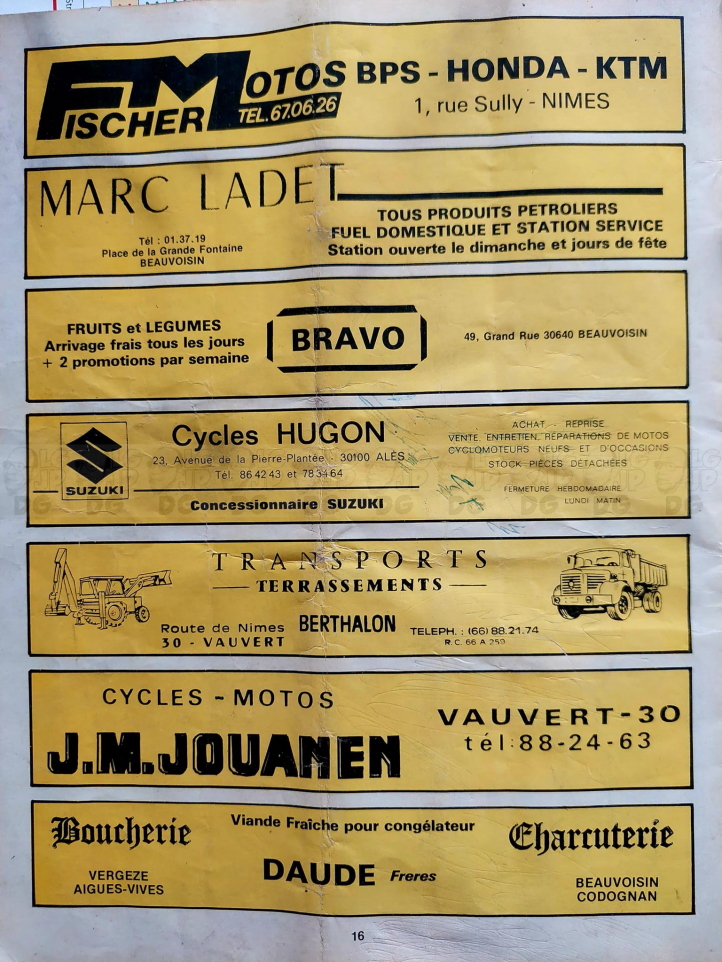 FISCHER MOTOS BPS - HONDA - KTM
TEL. 67.06.26
1, rue Sully - NIMES
MARC LADET
TOUS PRODUITS PETROLIERS
FUEL DOMESTIQUE ET STATION SERVICE
Station ouverte le dimanche et jours de fête
Tél : 01.37.19
Place de la Grande Fontaine
BEAUVOISIN
FRUITS et LEGUMES
Arrivage frais tous les jours
+ 2 promotions par semaine
BRAVO
49, Grand Rue 30640 BEAUVOISIN
SUZUKI
Cycles HUGON
23, Avenue de la Pierre-Plantée - 30100 ALÈS
Tél. 86 42 43 et 78 34 64
Concessionnaire SUZUKI
ACHAT - REPRISE
VENTE, ENTRETIEN, RÉPARATIONS DE MOTOS
CYCLOMOTEURS NEUFS ET D'OCCASIONS
STOCK PIÈCES DÉTACHÉES
FERMETURE HEBDOMADAIRE
LUNDI MATIN
TRANSPORTS
TERRASSEMENTS
Route de Nimes
30 - VAUVERT
BERTHALON
TELEPH. : (66) 88.21.74
R.C. 66 A 259
CYCLES - MOTOS
J.M. JOUANEN
VAUVERT - 30
tél : 88-24-63
Boucherie
Viande Fraîche pour congélateur
Charcuterie
VERGEZE
AIGUES-VIVES
DAUDE Freres
BEAUVOISIN
CODOGNAN
16